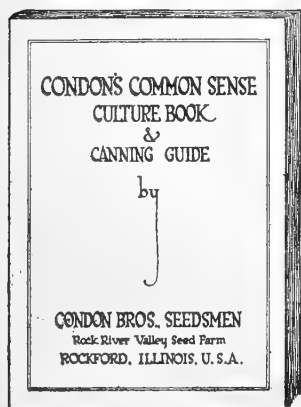 CONDON'S COMMON SENSE
CULTURE BOOK
&
CANNING GUIDE
by
CONDON BROS., SEEDSMEN
Rock River Valley Seed Farm
ROCKFORD, ILLINOIS, U.S.A.